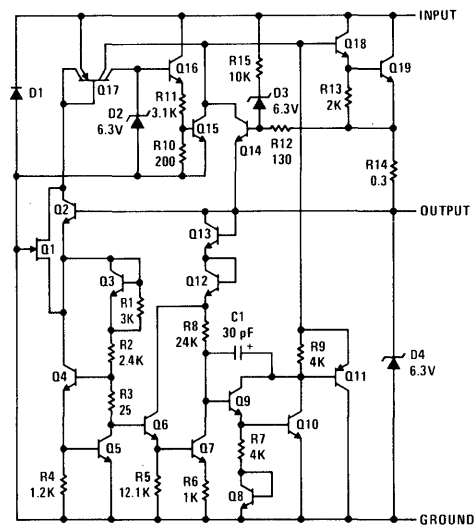 INPUT
Q18
R15
10K
Q16
Q19
D1
Q17
D3
6.3V
R11
3.1K
R13
2K
D2
6.3V
Q15
Q14
R12
130
R10
200
R14
0.3
Q2
OUTPUT
Q13
Q1
Q3
Q12
R1
3K
C1
30 pF
+
R8
24K
R9
4K
R2
2.4K
D4
6.3V
Q4
Q11
R3
25
Q9
Q6
Q10
Q5
Q7
R7
4K
R4
1.2K
R5
12.1K
R6
1K
Q8
GROUND